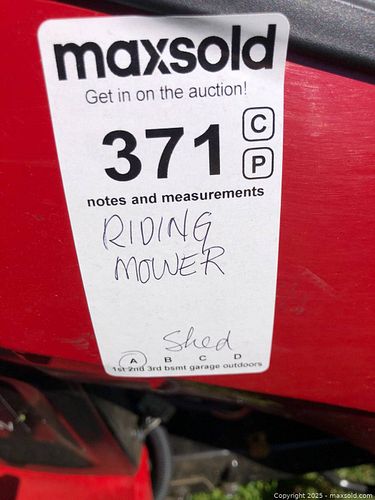 maxsold
Get in on the auction!
371
C
P
notes and measurements
RIDING
MOWER
Shed
A B C D
1st 2nd 3rd bsmt garage outdoors
Copyright © 2025 - maxsold.com